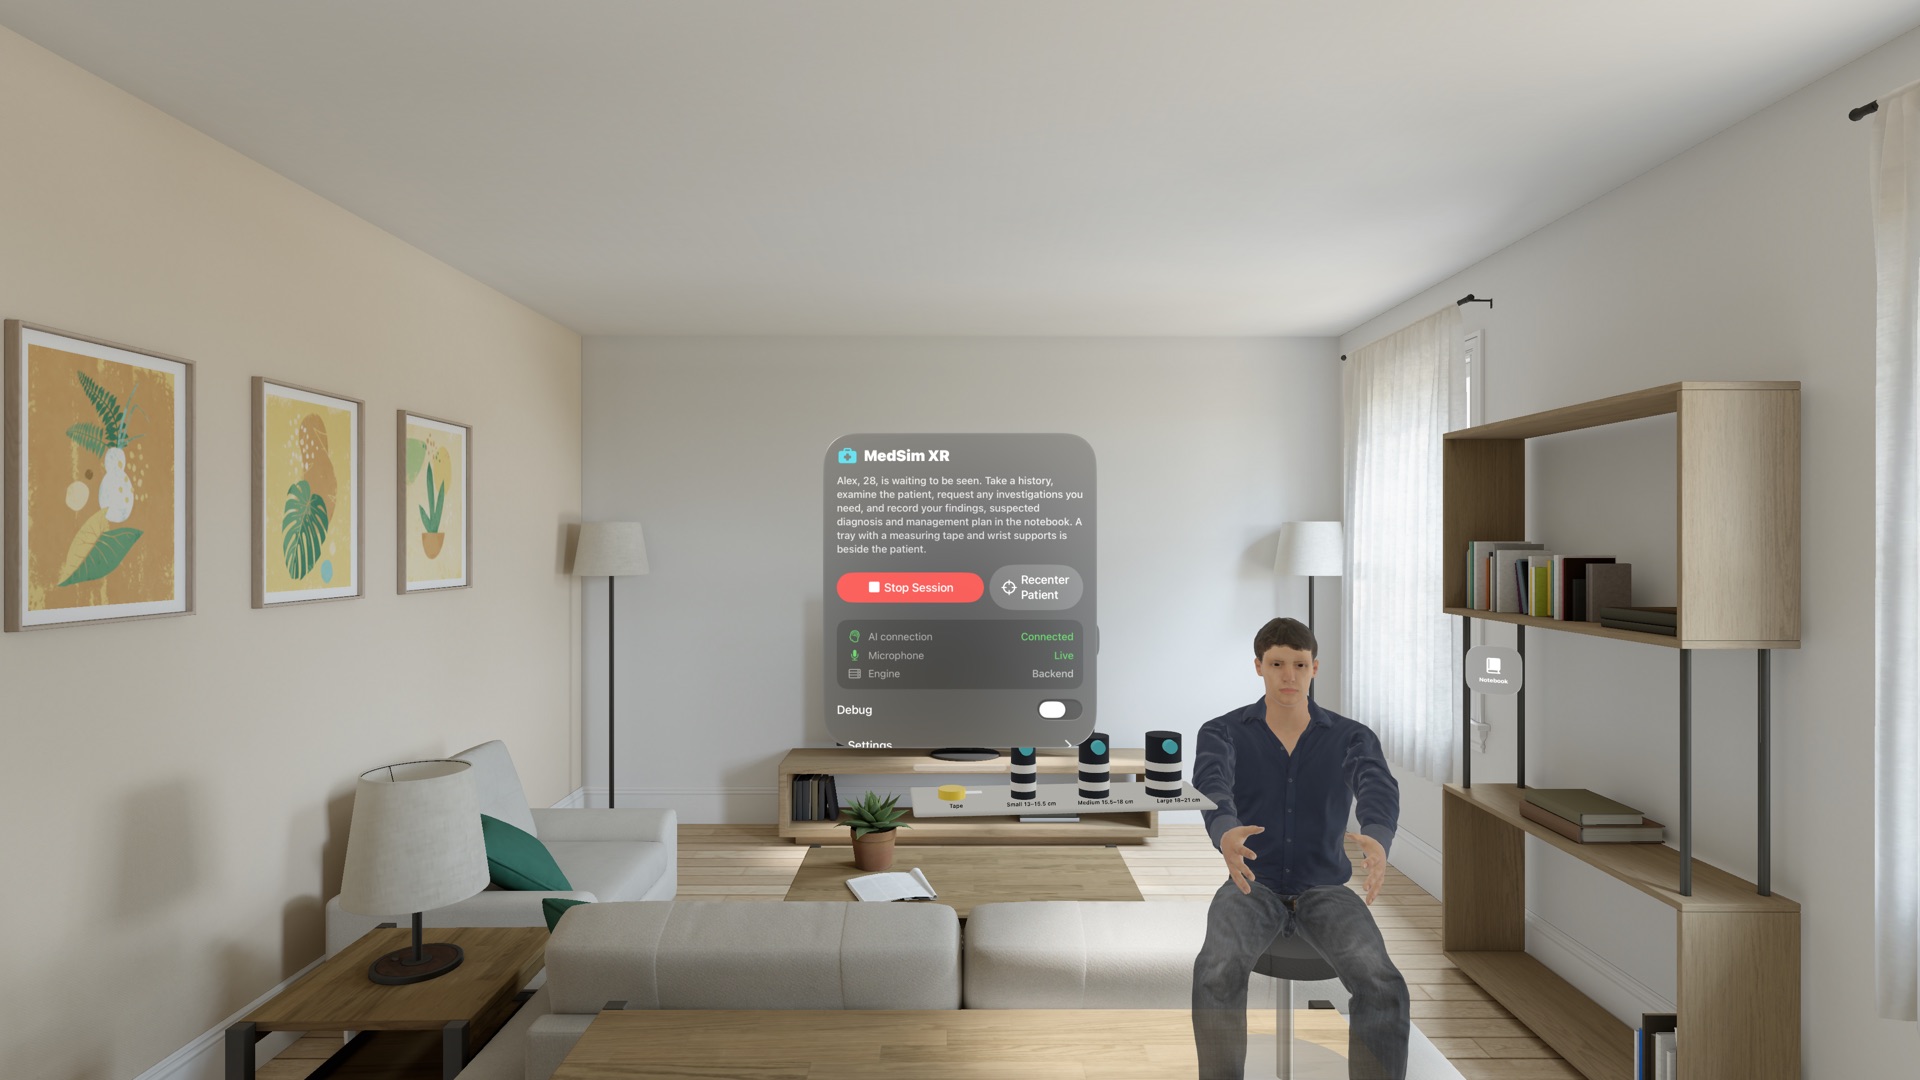 MedSim XR
Alex, 28, is waiting to be seen. Take a history,
examine the patient, request any investigations you
need, and record your findings, suspected
diagnosis and management plan in the notebook. A
tray with a measuring tape and wrist supports is
beside the patient.
Stop Session
Recenter
Patient
AI connection Connected
Microphone Live
Engine Backend
Debug
Settings
Notebook
Tape
Small 13–15.5 cm
Medium 15.5–18 cm
Large 18–21 cm